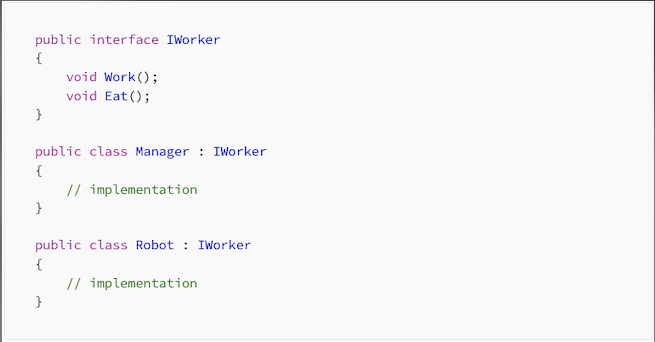 public interface IWorker
{
    void Work();
    void Eat();
}
public class Manager : IWorker
{
    // implementation
}
public class Robot : IWorker
{
    // implementation
}